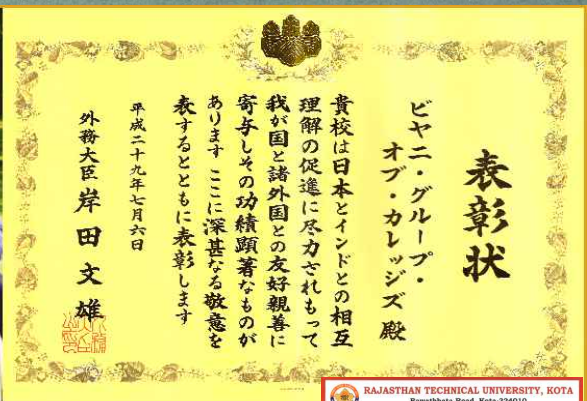 表彰状
ビヤニ・グループ・
オブ・カレッジズ 殿
貴校は日本とインドとの相互
理解の促進に尽力されもって
我が国と諸外国との友好親善に
寄与しその功績顕著なものが
あります ここに深甚なる敬意を
表するとともに表彰します
平成二十九年七月六日
外務大臣 岸田文雄
RAJASTHAN TECHNICAL UNIVERSITY, KOTA